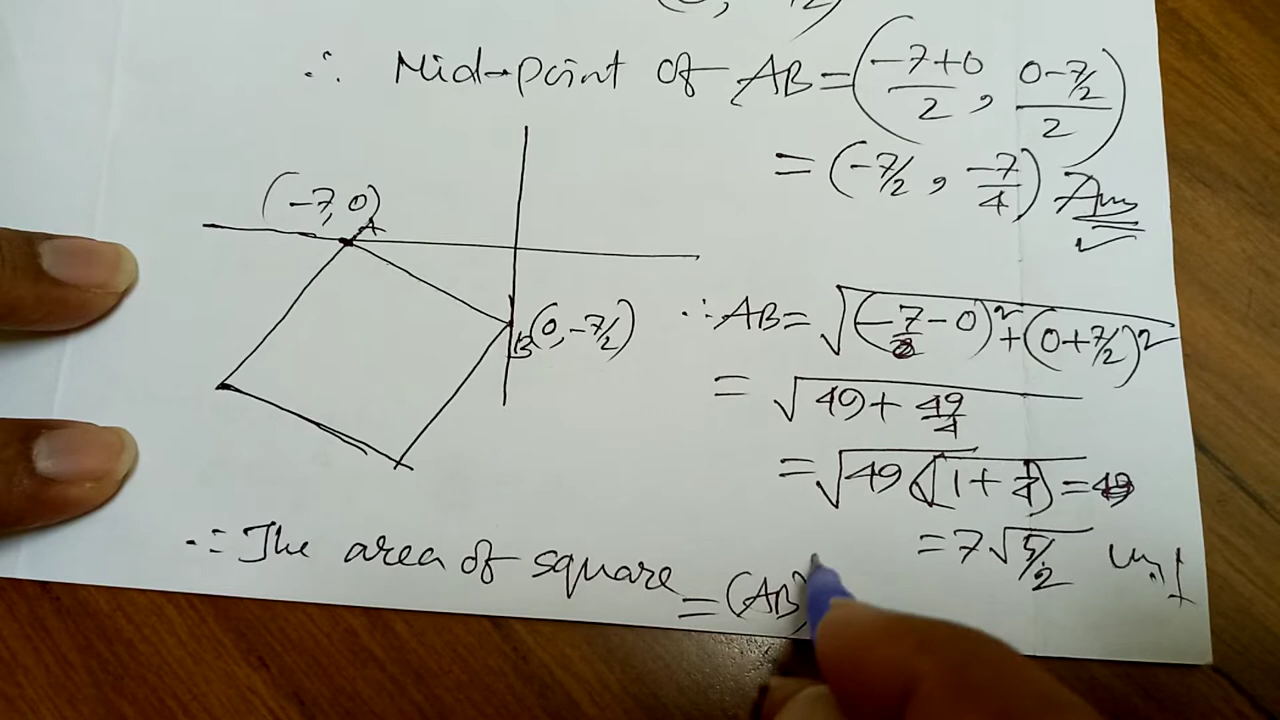 ∴ Mid-point of AB = (-7+0/2, 0-7/2/2)
= (-7/2, -7/4) Ans
(-7, 0)
A
B(0, -7/2)
∴ AB = √(-7-0)²+(0+7/2)²
= √49+49/4
= √49(√1+1/4) =
= 7√5/2 unit
∴ The area of square
= (AB)